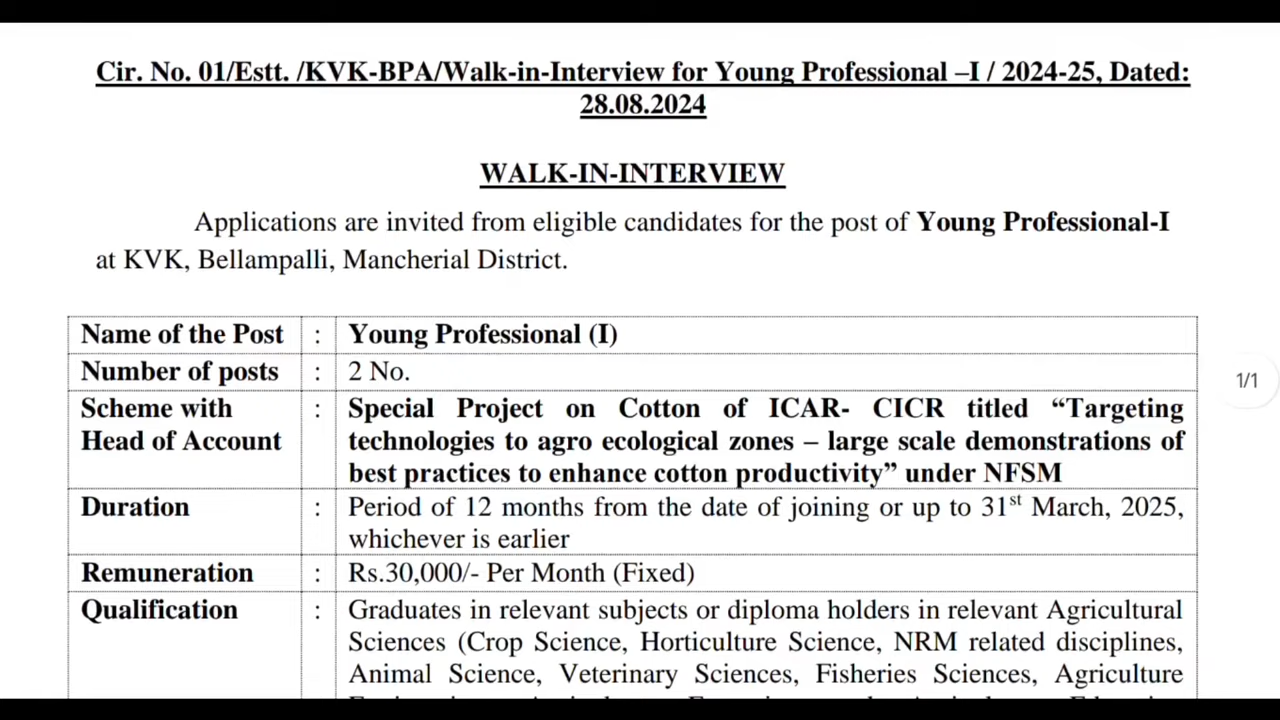 Cir. No. 01/Estt. /KVK-BPA/Walk-in-Interview for Young Professional –I / 2024-25, Dated:
28.08.2024
WALK-IN-INTERVIEW
Applications are invited from eligible candidates for the post of Young Professional-I
at KVK, Bellampalli, Mancherial District.
Name of the Post : Young Professional (I)
Number of posts : 2 No.
Scheme with : Special Project on Cotton of ICAR- CICR titled “Targeting
Head of Account technologies to agro ecological zones – large scale demonstrations of
best practices to enhance cotton productivity” under NFSM
Duration : Period of 12 months from the date of joining or up to 31st March, 2025,
whichever is earlier
Remuneration : Rs.30,000/- Per Month (Fixed)
Qualification : Graduates in relevant subjects or diploma holders in relevant Agricultural
Sciences (Crop Science, Horticulture Science, NRM related disciplines,
Animal Science, Veterinary Sciences, Fisheries Sciences, Agriculture
1/1